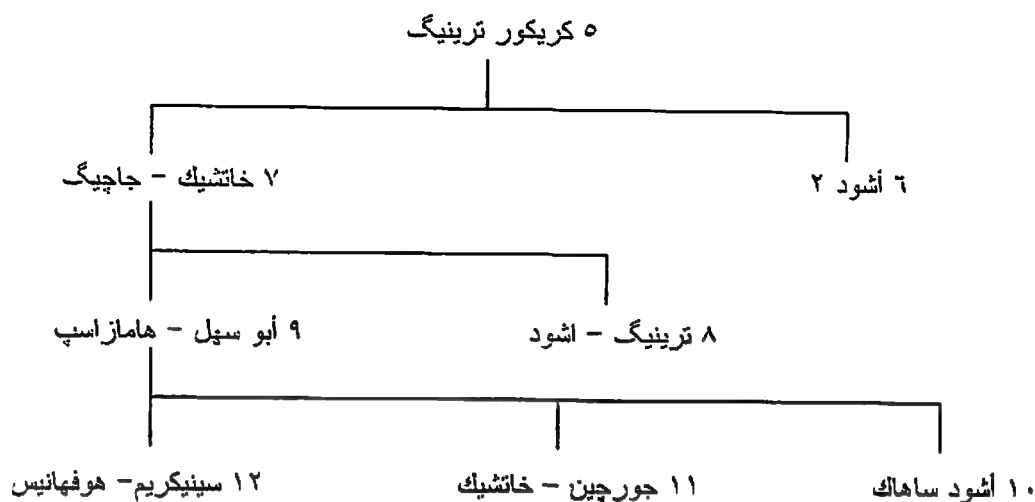 ٥ كريكور ترينيگ
٦ أشود ٢
٧ خاتشيك – جاچيگ
٨ ترينيگ – اشود
٩ أبو سهل – هامازاسپ
١٠ أشود ساهاك
١١ جورچين – خاتشيك
١٢ سينيكريم– هوفهانيس